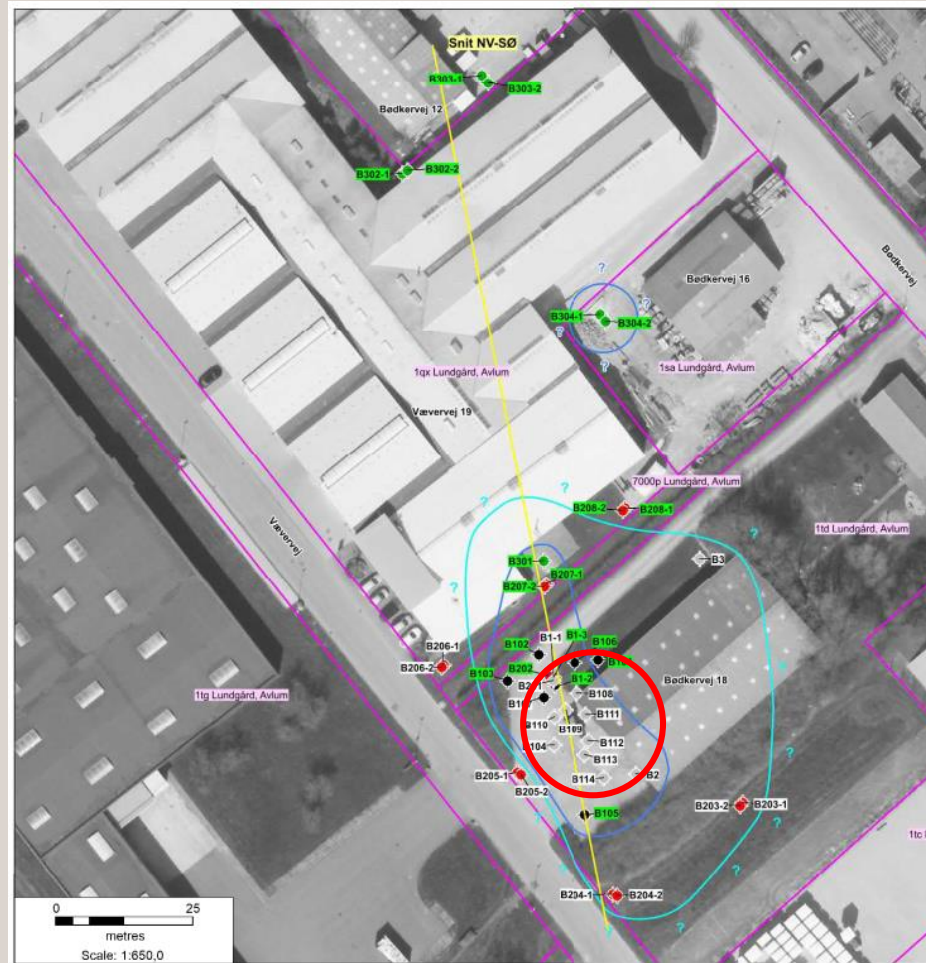 Snit NV-SØ
B303-1
B303-2
Bødkervej 12
B302-1
B302-2
Bødkervej
Bødkervej 16
?
B304-1
B304-2
?
?
?
1qx Lundgård, Avlum
1sa Lundgård, Avlum
Vævervej 19
7000p Lundgård, Avlum
?
?
B208-2
B208-1
1td Lundgård, Avlum
Vævervej
?
B301
B3
?
B207-1
B207-2
B1-1
B1-3
B106
B102
B206-1
B206-2
B202
B103
B1-2
Bødkervej 18
?
1tg Lundgård, Avlum
B108
B110
B109
B111
B104
B112
B113
B205-1
B114
B2
B205-2
B203-2
B203-1
B105
?
?
1tc
?
?
B204-1
B204-2
?
?
0
25
metres
Scale: 1:650,0